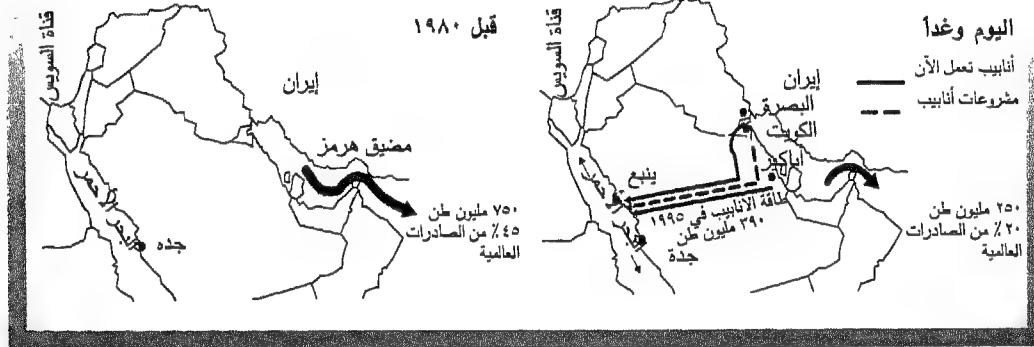 اليوم وغداً
أنابيب تعمل الآن
مشروعات أنابيب
قناة السويس
إيران
البصرة
الكويت
ابأكيز
ينبع
طاقة الانابيب في ١٩٩٥
٣٩٠ مليون طن
جدة
البحر
٢٥٠ مليون طن
٢٠٪ من الصادرات
العالمية
قبل ١٩٨٠
قناة السويس
إيران
مضيق هرمز
جده
٧٥٠ مليون طن
٤٥٪ من الصادرات
العالمية